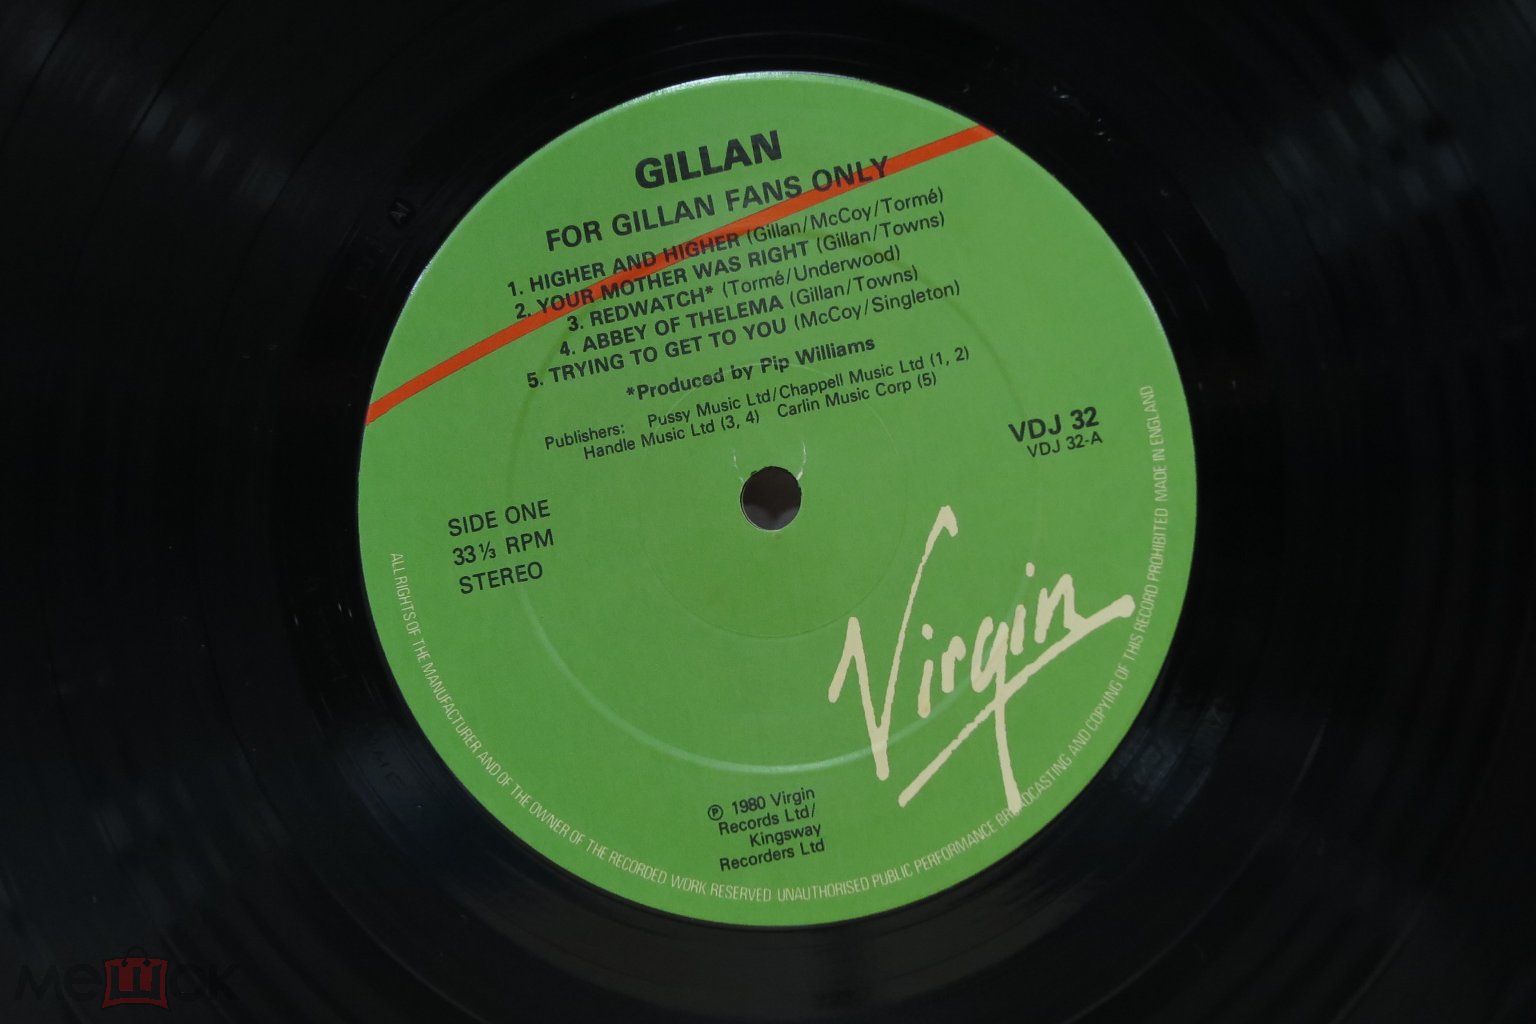 GILLAN
FOR GILLAN FANS ONLY
1. HIGHER AND HIGHER (Gillan/McCoy/Tormé)
2. YOUR MOTHER WAS RIGHT (Gillan/Towns)
3. REDWATCH* (Tormé/Underwood)
4. ABBEY OF THELEMA (Gillan/Towns)
5. TRYING TO GET TO YOU (McCoy/Singleton)
*Produced by Pip Williams
Publishers: Pussy Music Ltd/Chappell Music Ltd (1, 2)
Handle Music Ltd (3, 4) Carlin Music Corp (5)
VDJ 32
VDJ 32-A
SIDE ONE
33⅓ RPM
STEREO
Virgin
℗ 1980 Virgin
Records Ltd/
Kingsway
Recorders Ltd
ALL RIGHTS OF THE MANUFACTURER AND OF THE OWNER OF THE RECORDED WORK RESERVED UNAUTHORISED PUBLIC PERFORMANCE BROADCASTING AND COPYING OF THIS RECORD PROHIBITED MADE IN ENGLAND
мешок